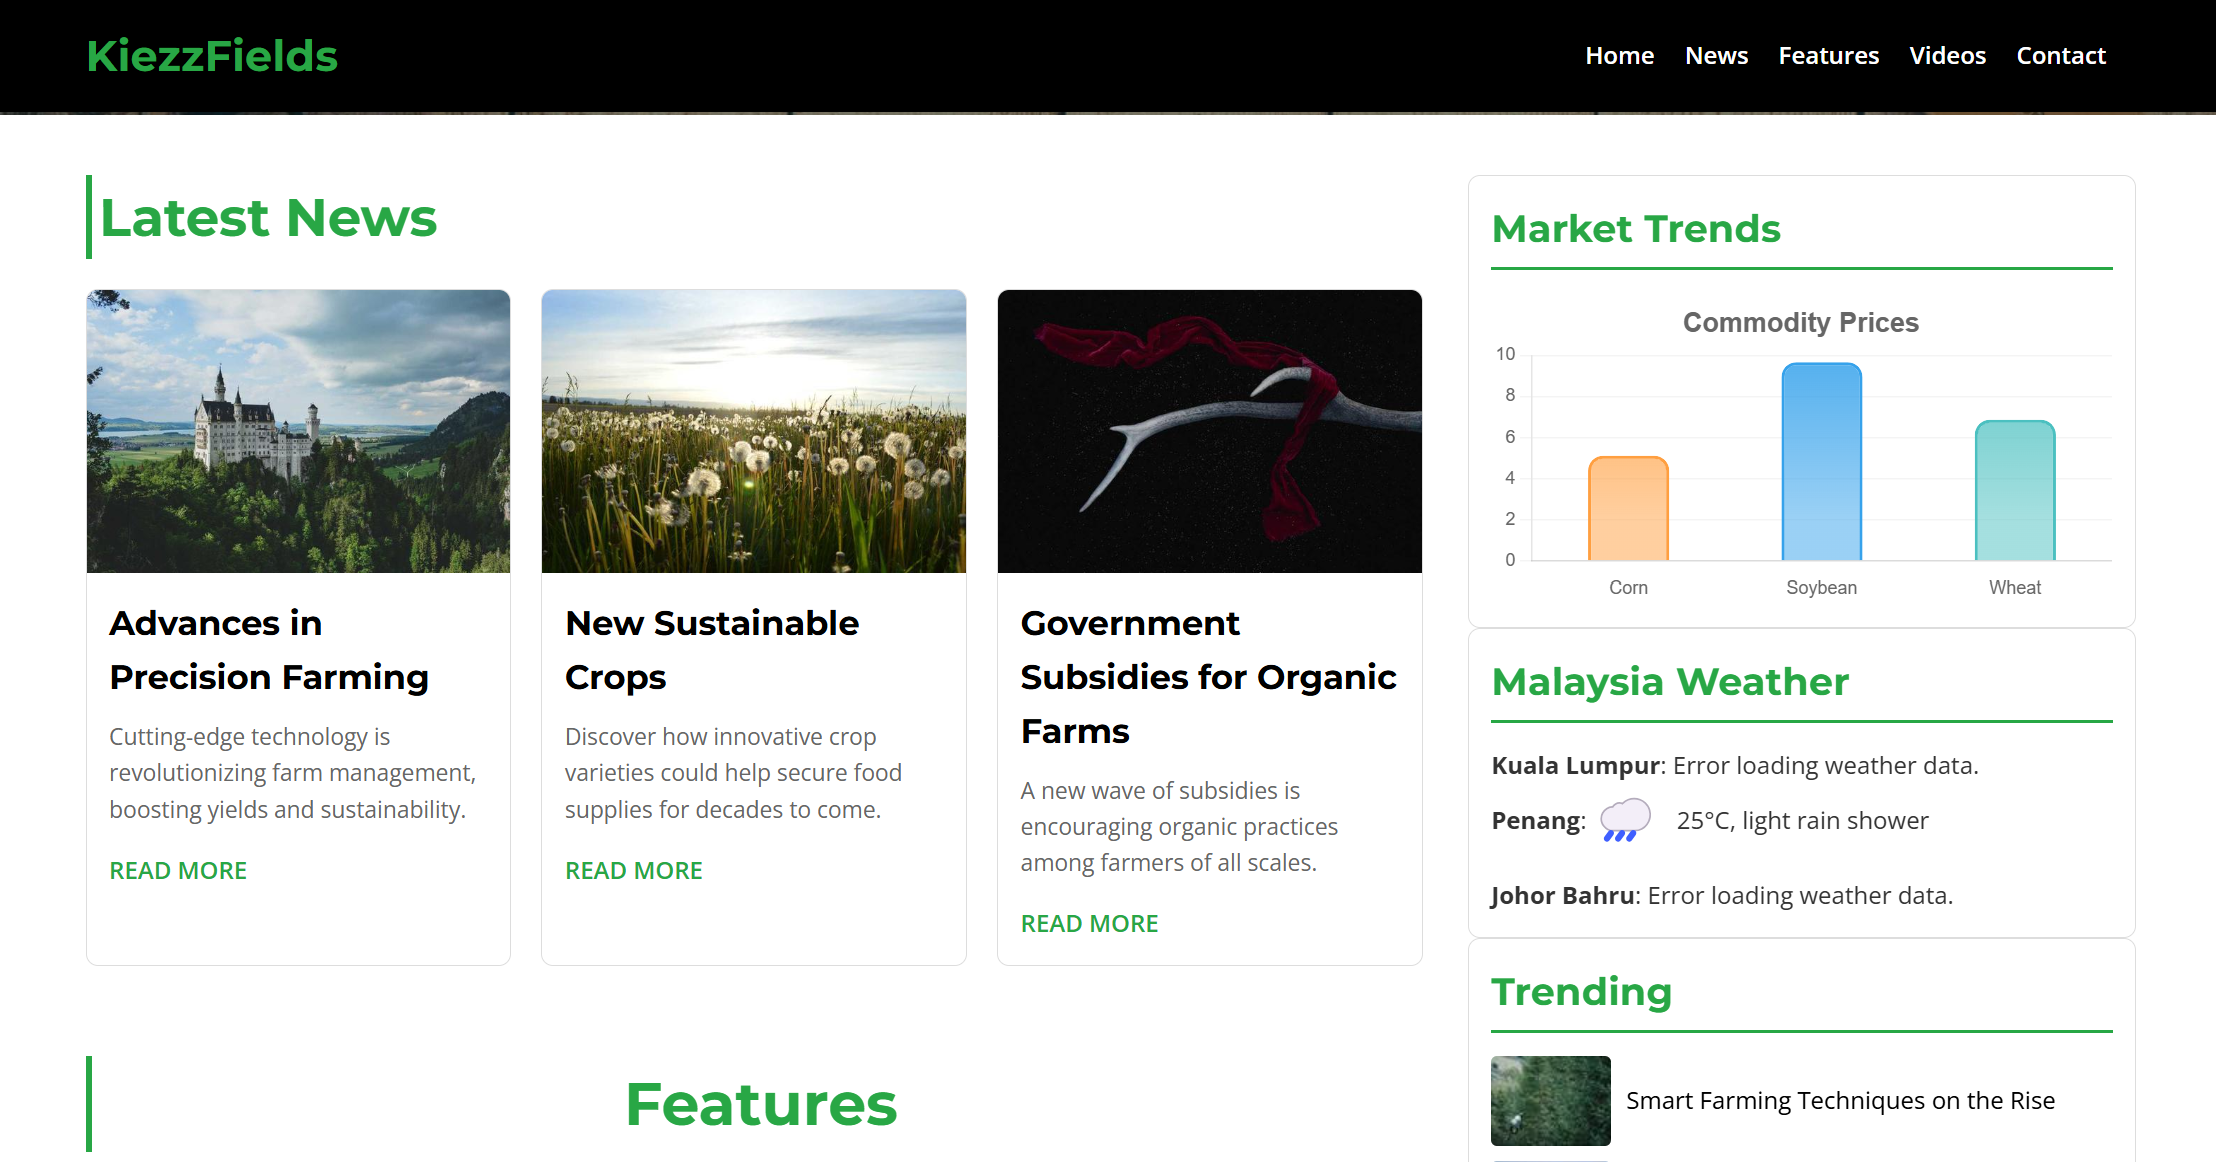 KiezzFields
Home News Features Videos Contact
Latest News
Advances in
Precision Farming
Cutting-edge technology is
revolutionizing farm management,
boosting yields and sustainability.
READ MORE
New Sustainable
Crops
Discover how innovative crop
varieties could help secure food
supplies for decades to come.
READ MORE
Government
Subsidies for Organic
Farms
A new wave of subsidies is
encouraging organic practices
among farmers of all scales.
READ MORE
Features
Market Trends
Commodity Prices
10
8
6
4
2
0
Corn Soybean Wheat
Malaysia Weather
Kuala Lumpur: Error loading weather data.
Penang: 25°C, light rain shower
Johor Bahru: Error loading weather data.
Trending
Smart Farming Techniques on the Rise